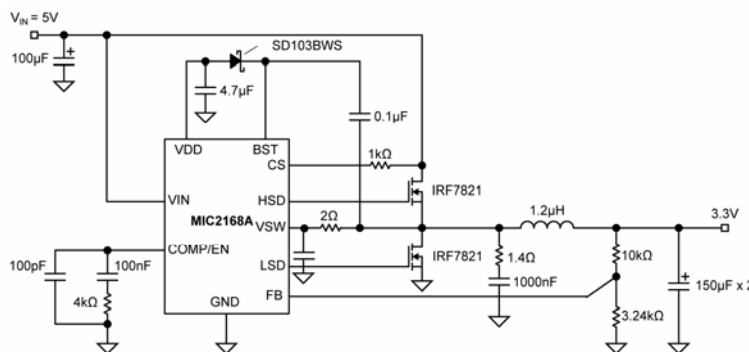 VIN = 5V
100µF
SD103BWS
4.7µF
0.1µF
VDD
BST
CS
1kΩ
HSD
IRF7821
VIN
MIC2168A
VSW
2Ω
1.2µH
3.3V
COMP/EN
LSD
IRF7821
1.4Ω
10kΩ
100pF
100nF
1000nF
150µF x 2
4kΩ
GND
FB
3.24kΩ